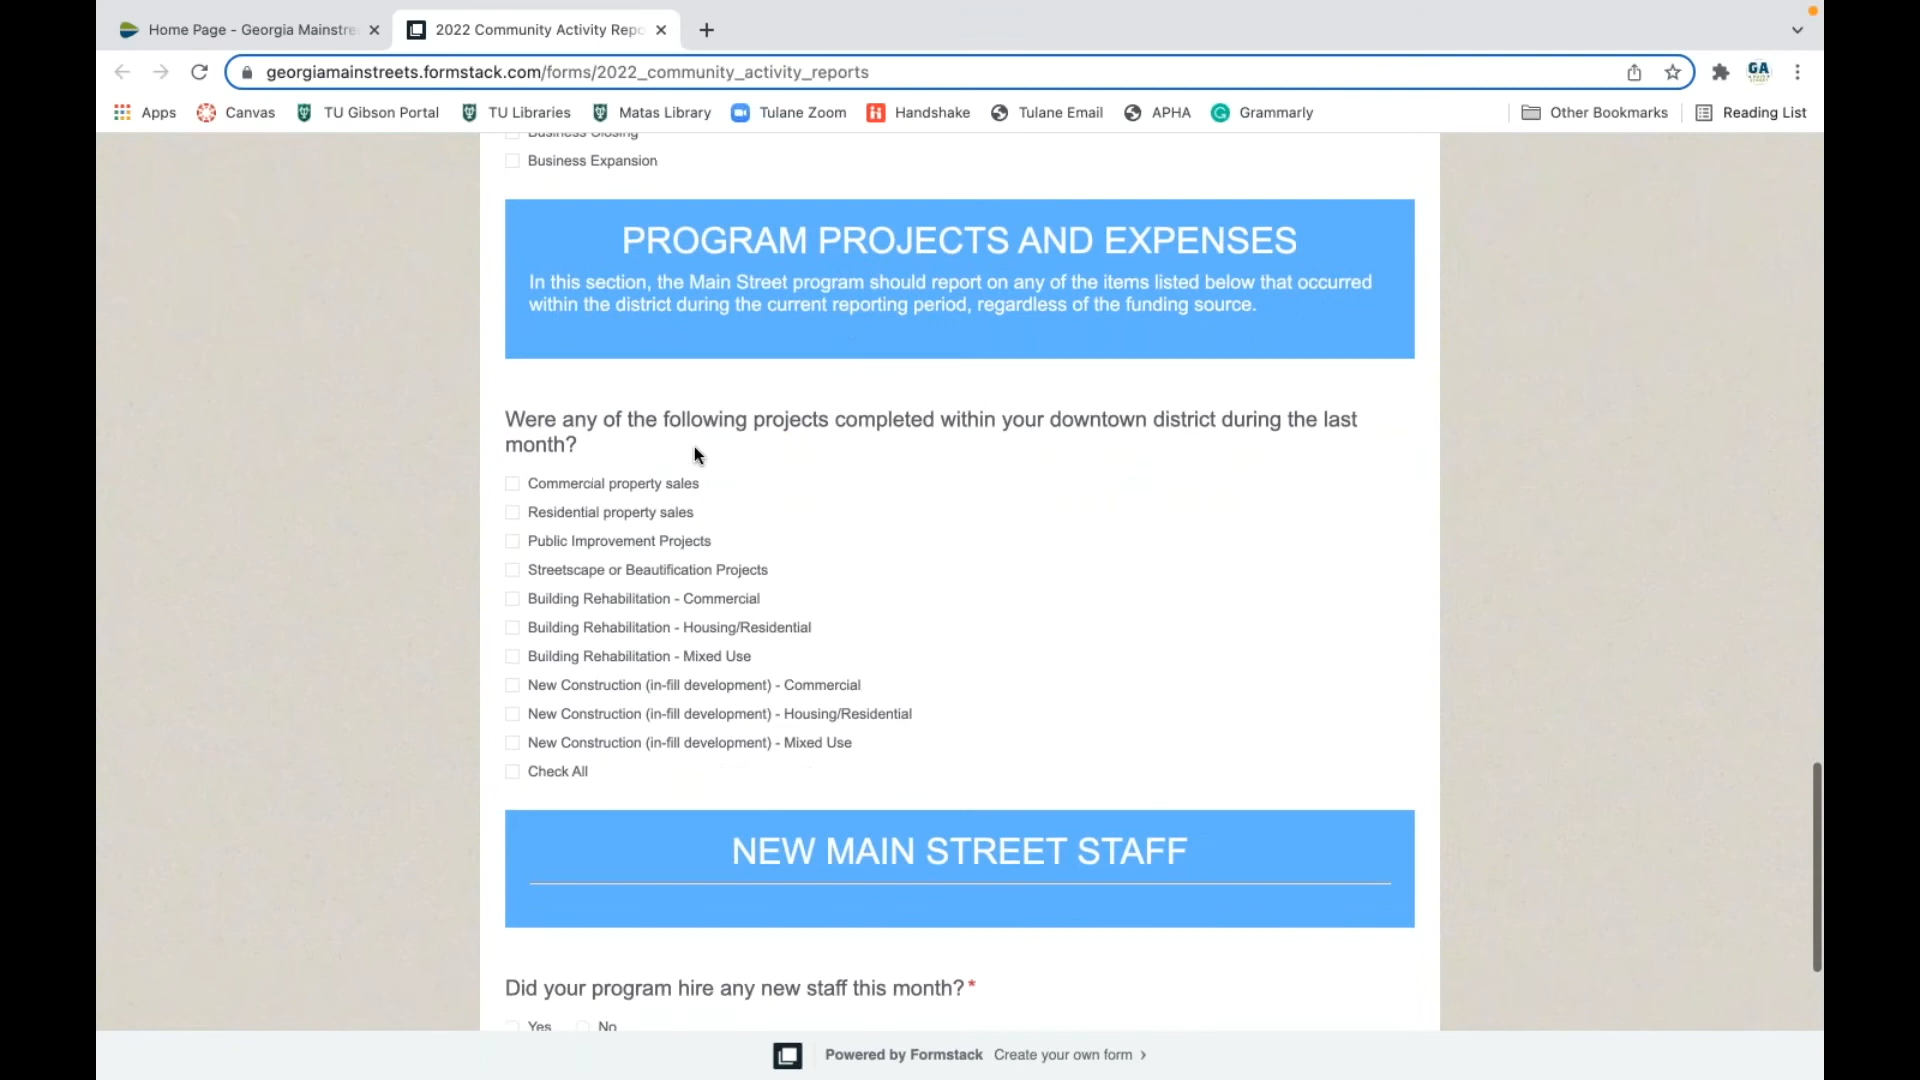 Home Page - Georgia Mainstre
2022 Community Activity Repo
georgiamainstreets.formstack.com/forms/2022_community_activity_reports
GA
Apps
Canvas
TU Gibson Portal
TU Libraries
Matas Library
Tulane Zoom
Handshake
Tulane Email
APHA
Grammarly
Other Bookmarks
Reading List
Business Closing
Business Expansion
PROGRAM PROJECTS AND EXPENSES
In this section, the Main Street program should report on any of the items listed below that occurred
within the district during the current reporting period, regardless of the funding source.
Were any of the following projects completed within your downtown district during the last
month?
Commercial property sales
Residential property sales
Public Improvement Projects
Streetscape or Beautification Projects
Building Rehabilitation - Commercial
Building Rehabilitation - Housing/Residential
Building Rehabilitation - Mixed Use
New Construction (in-fill development) - Commercial
New Construction (in-fill development) - Housing/Residential
New Construction (in-fill development) - Mixed Use
Check All
NEW MAIN STREET STAFF
Did your program hire any new staff this month?*
Yes No
Powered by Formstack Create your own form ›